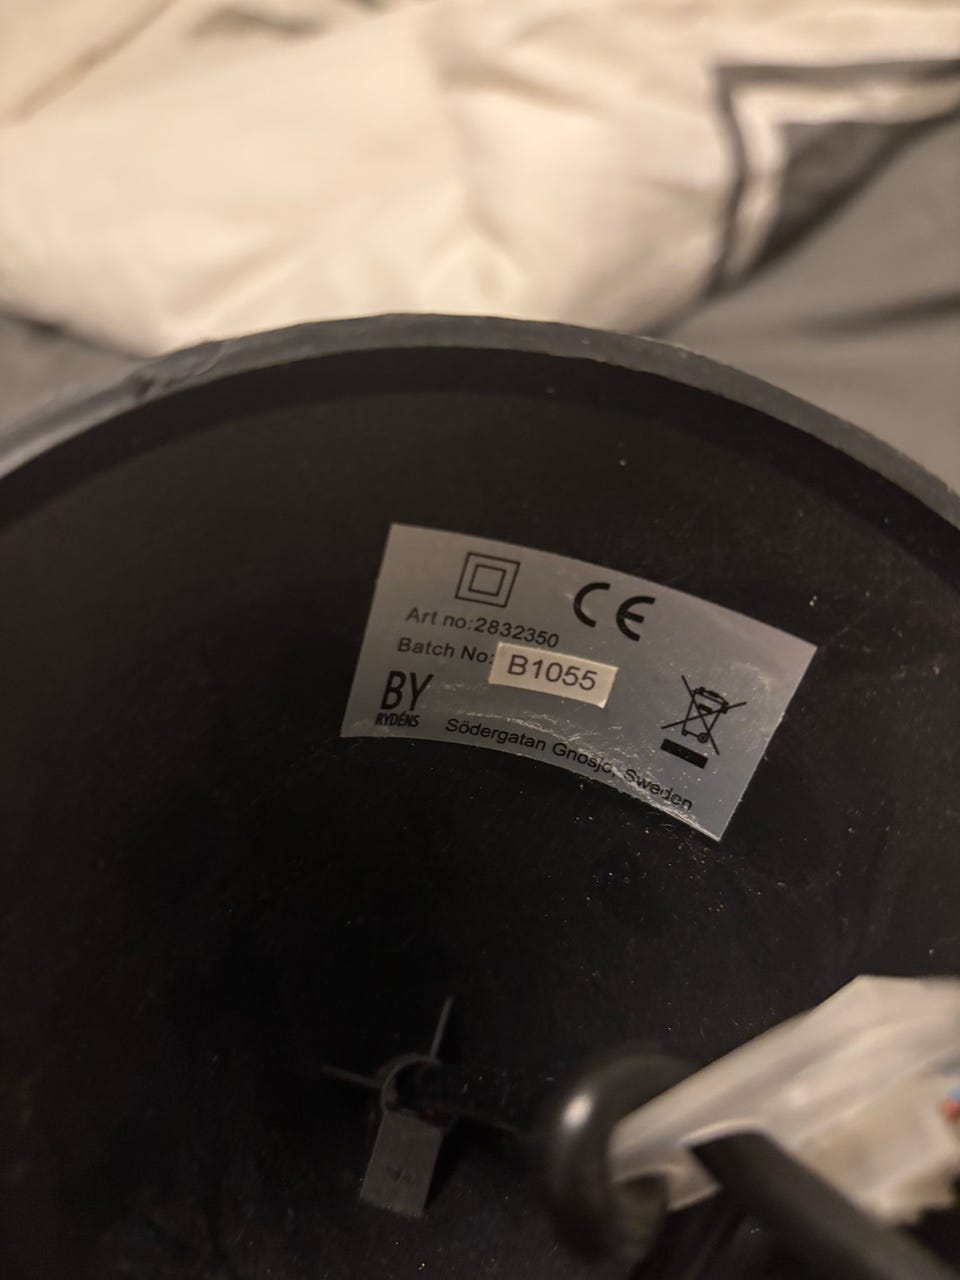 CE
Art no:2832350
Batch No: B1055
BY
RYDÉNS
Södergatan Gnosjö, Sweden